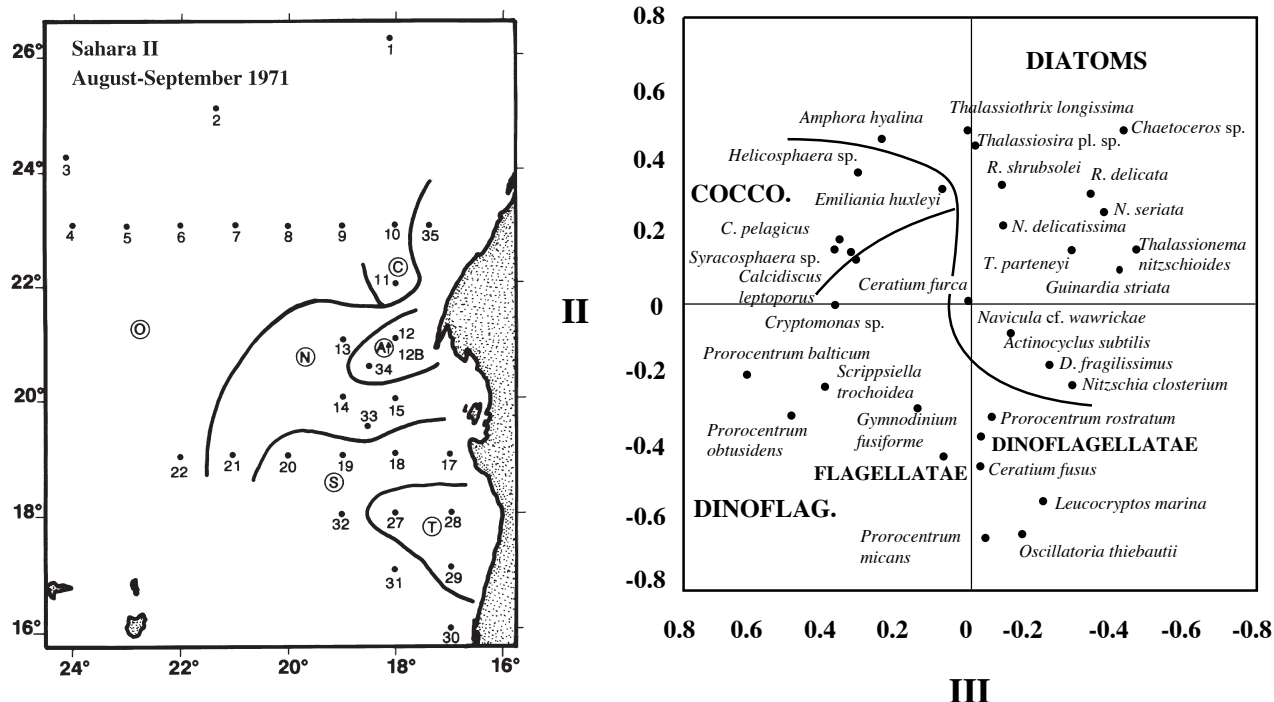 Sahara II
August-September 1971
26°
24°
22°
20°
18°
16°
24°
22°
20°
18°
16°
1
2
3
4
5
6
7
8
9
10
35
C
11
O
N
13
12
12B
34
14
33
15
22
21
20
19
18
17
S
32
27
T
28
31
29
30
II
0.8
0.6
0.4
0.2
0
-0.2
-0.4
-0.6
-0.8
DIATOMS
Thalassiothrix longissima
Amphora hyalina
Chaetoceros sp.
Thalassiosira pl. sp.
Helicosphaera sp.
R. shrubsolei
R. delicata
COCCO.
Emiliania huxleyi
N. seriata
C. pelagicus
N. delicatissima
Syracosphaera sp.
Thalassionema
nitzschioides
T. parteneyi
Calcidiscus
leptoporus
Ceratium furca
Guinardia striata
Cryptomonas sp.
Navicula cf. wawrickae
Actinocyclus subtilis
Prorocentrum balticum
D. fragilissimus
Scrippsiella
trochoidea
Nitzschia closterium
Gymnodinium
fusiforme
Prorocentrum rostratum
Prorocentrum
obtusidens
DINOFLAGELLATAE
FLAGELLATAE
Ceratium fusus
DINOFLAG.
Leucocryptos marina
Prorocentrum
micans
Oscillatoria thiebautii
0.8
0.6
0.4
0.2
0
-0.2
-0.4
-0.6
-0.8
III